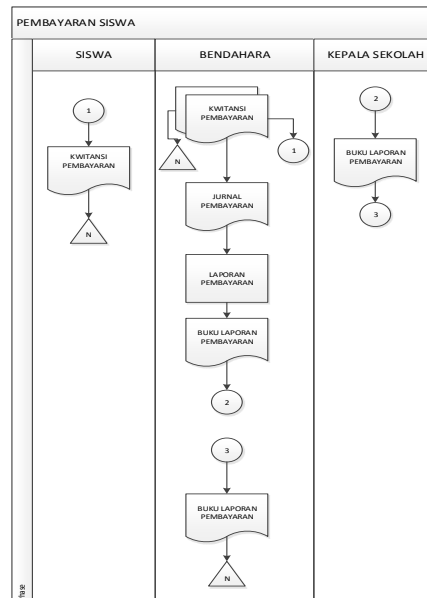 PEMBAYARAN SISWA
SISWA
BENDAHARA
KEPALA SEKOLAH
1
KWITANSI
PEMBAYARAN
N
KWITANSI
PEMBAYARAN
N
1
JURNAL
PEMBAYARAN
LAPORAN
PEMBAYARAN
BUKU LAPORAN
PEMBAYARAN
2
3
BUKU LAPORAN
PEMBAYARAN
N
2
BUKU LAPORAN
PEMBAYARAN
3